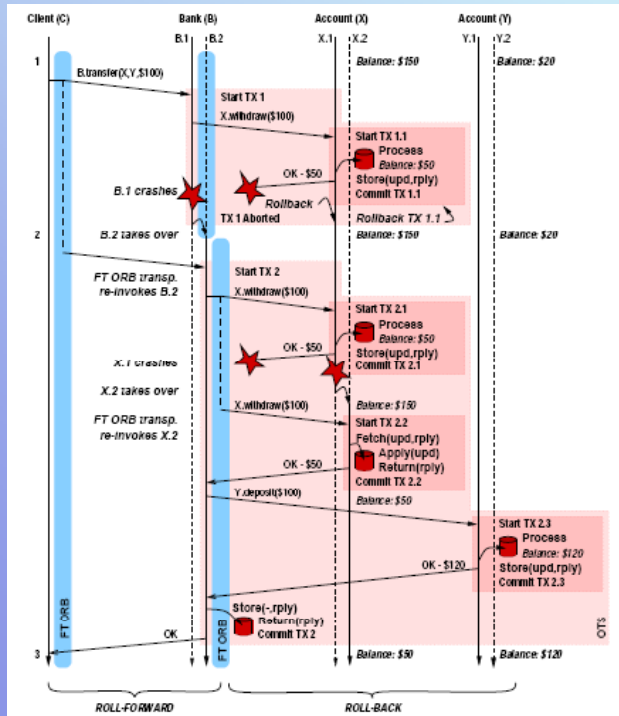 Client (C) Bank (B) Account (X) Account (Y)
B.1 B.2 X.1 X.2 Y.1 Y.2
1 Balance: $150 Balance: $20
B.transfer(X,Y,$100)
Start TX 1
X.withdraw($100)
Start TX 1.1
Process
Balance: $50
OK - $50
Store(upd,rply)
Commit TX 1.1
B.1 crashes
Rollback
TX 1 Aborted
Rollback TX 1.1
2 B.2 takes over Balance: $150 Balance: $20
Start TX 2
FT ORB transp.
re-invokes B.2
X.withdraw($100)
Start TX 2.1
Process
Balance: $50
OK - $50
Store(upd,rply)
Commit TX 2.1
X.1 crashes
X.2 takes over
Balance: $150
X.withdraw($100)
FT ORB transp.
re-invokes X.2
Start TX 2.2
Fetch(upd,rply)
Apply(upd)
OK - $50
Return(rply)
Commit TX 2.2
Y.deposit($100)
Balance: $50
Start TX 2.3
Process
Balance: $120
OK - $120
Store(upd,rply)
Commit TX 2.3
Store(-,rply)
Return(rply)
OK
Commit TX 2
FT ORB
FT ORB
OTS
3 Balance: $50 Balance: $120
ROLL-FORWARD ROLL-BACK